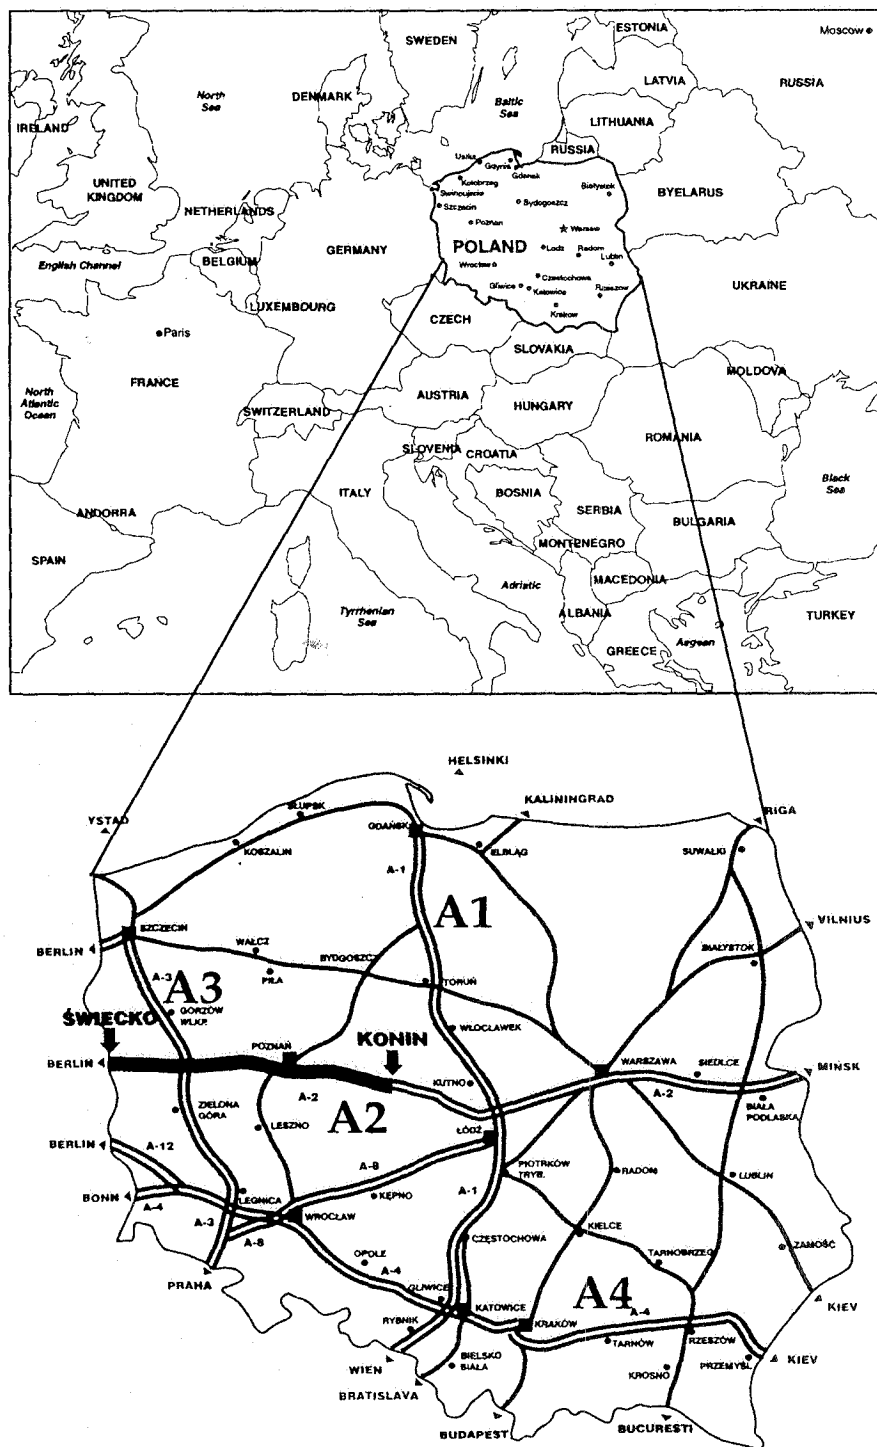 SWEDEN
ESTONIA
Moscow
North
Sea
DENMARK
Baltic
Sea
LATVIA
RUSSIA
IRELAND
LITHUANIA
RUSSIA
UNITED
KINGDOM
Ustka
Gdynia
Gdansk
Kolobrzeg
Swinoujscie
Bialystok
BYELARUS
NETHERLANDS
Szczecin
Bydogoszcz
Poznan
Warsaw
GERMANY
POLAND
Lodz
Radom
Lublin
English Channel
BELGIUM
Wroclaw
Czestochowa
Gliwice
Katowice
Rzeszow
UKRAINE
LUXEMBOURG
Krakow
CZECH
Paris
SLOVAKIA
FRANCE
MOLDOVA
North
Atlantic
Ocean
AUSTRIA
SWITZERLAND
HUNGARY
ROMANIA
SLOVENIA
CROATIA
ITALY
BOSNIA
Black
Sea
ANDORRA
SERBIA
BULGARIA
SPAIN
MONTENEGRO
MACEDONIA
Adriatic
Tyrrhenian
Sea
ALBANIA
TURKEY
GREECE
Aegean
HELSINKI
YSTAD
SŁUPSK
GDAŃSK
KALININGRAD
RIGA
KOSZALIN
ELBLĄG
SUWAŁKI
A-1
A1
SZCZECIN
VILNIUS
BERLIN
WAŁCZ
BYDGOSZCZ
BIAŁYSTOK
A-3
A3
PIŁA
TORUŃ
ŚWIECKO
GORZÓW
WLKP.
WŁOCŁAWEK
POZNAŃ
KONIN
BERLIN
WARSZAWA
SIEDLCE
MIŃSK
KUTNO
A-2
A2
A-2
BIAŁA
PODLASKA
ZIELONA
GÓRA
LESZNO
ŁÓDŹ
BERLIN
A-12
A-8
PIOTRKÓW
TRYB.
RADOM
LUBLIN
BONN
A-4
LEGNICA
KĘPNO
A-1
A-3
WROCŁAW
A-8
CZĘSTOCHOWA
KIELCE
ZAMOŚĆ
OPOLE
TARNOBRZEG
PRAHA
A-4
GLIWICE
KATOWICE
A4
A-4
KIEV
RYBNIK
KRAKÓW
TARNÓW
RZESZÓW
WIEN
BIELSKO
BIAŁA
KROSNO
PRZEMYŚL
KIEV
BRATISLAVA
BUDAPEST
BUCURESTI